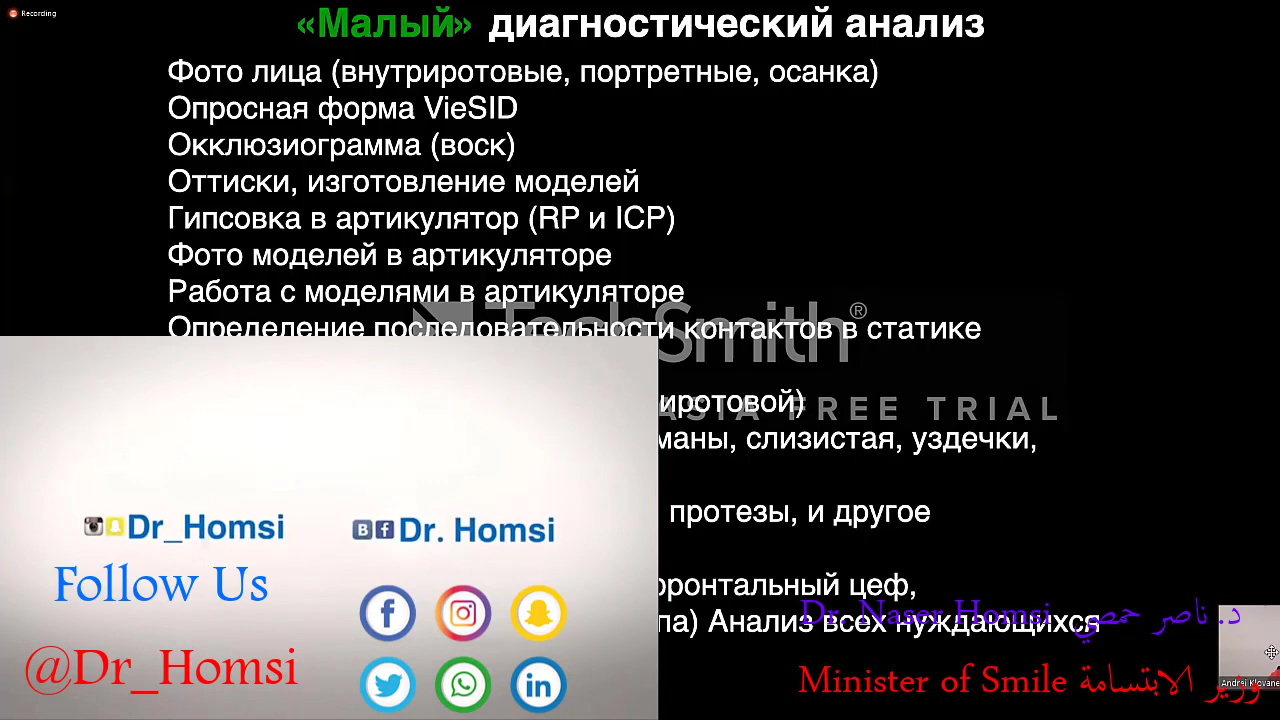 Recording
«Малый» диагностический анализ
Фото лица (внутриротовые, портретные, осанка)
Опросная форма VieSID
Окклюзиограмма (воск)
Оттиски, изготовление моделей
Гипсовка в артикулятор (RP и ICP)
Фото моделей в артикуляторе
Работа с моделями в артикуляторе
Определение последовательности контактов в статике
TechSmith®
FREE TRIAL
маны, слизистая, уздечки,
протезы, и другое
Dr_Homsi
Dr. Homsi
Follow Us
@Dr_Homsi
цеф,
па) Анализ всех нуждающихся
Dr. Naser Homsi د. ناصر حمصي
Minister of Smile وزير الابتسامة